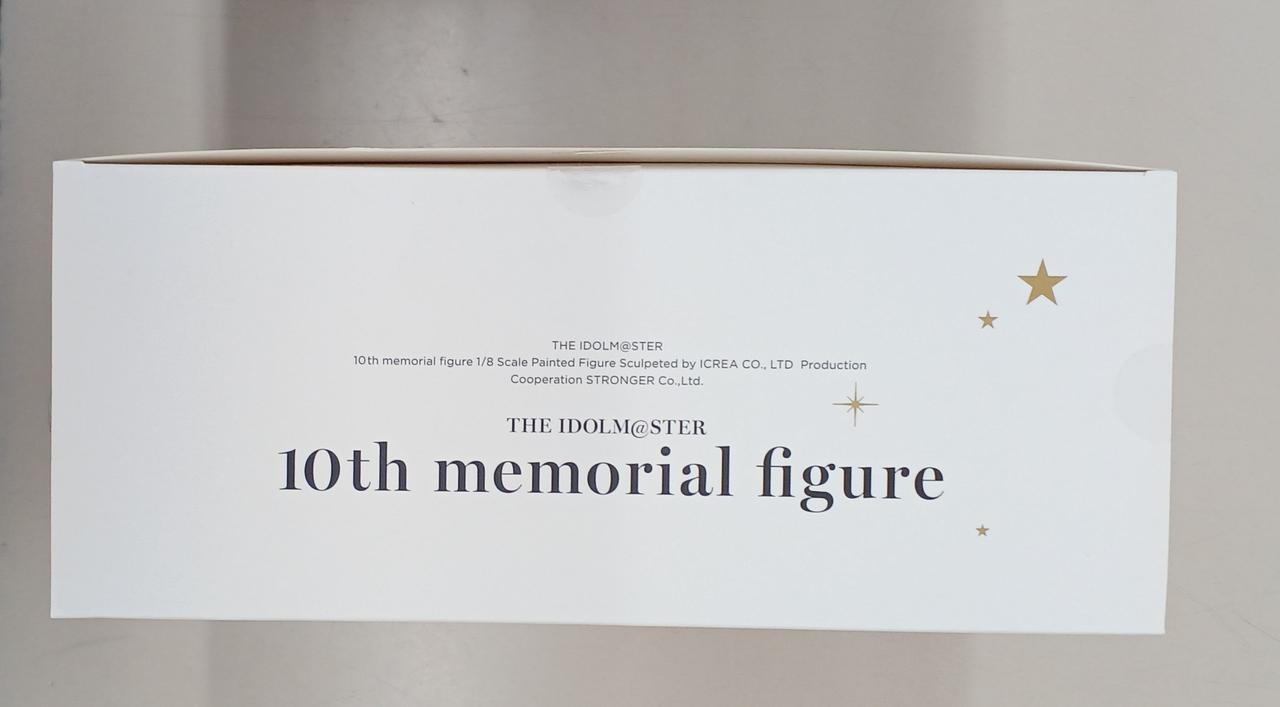 THE IDOLM@STER
10th memorial figure 1/8 Scale Painted Figure Sculpeted by ICREA CO., LTD Production
Cooperation STRONGER Co.,Ltd.
THE IDOLM@STER
10th memorial figure